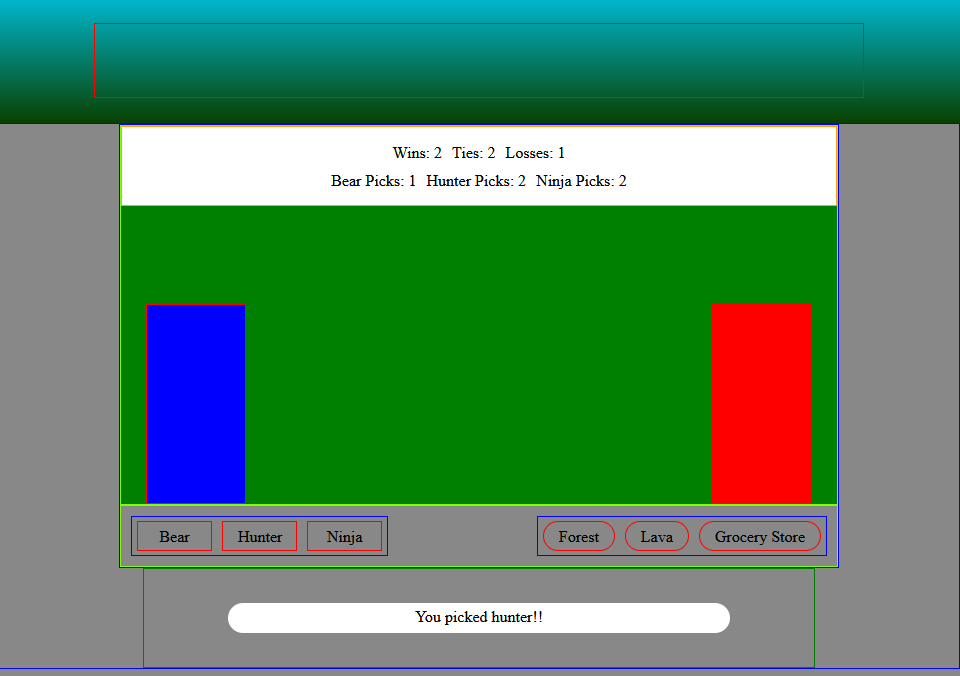 Wins: 2 Ties: 2 Losses: 1
Bear Picks: 1 Hunter Picks: 2 Ninja Picks: 2
Bear Hunter Ninja Forest Lava Grocery Store
You picked hunter!!